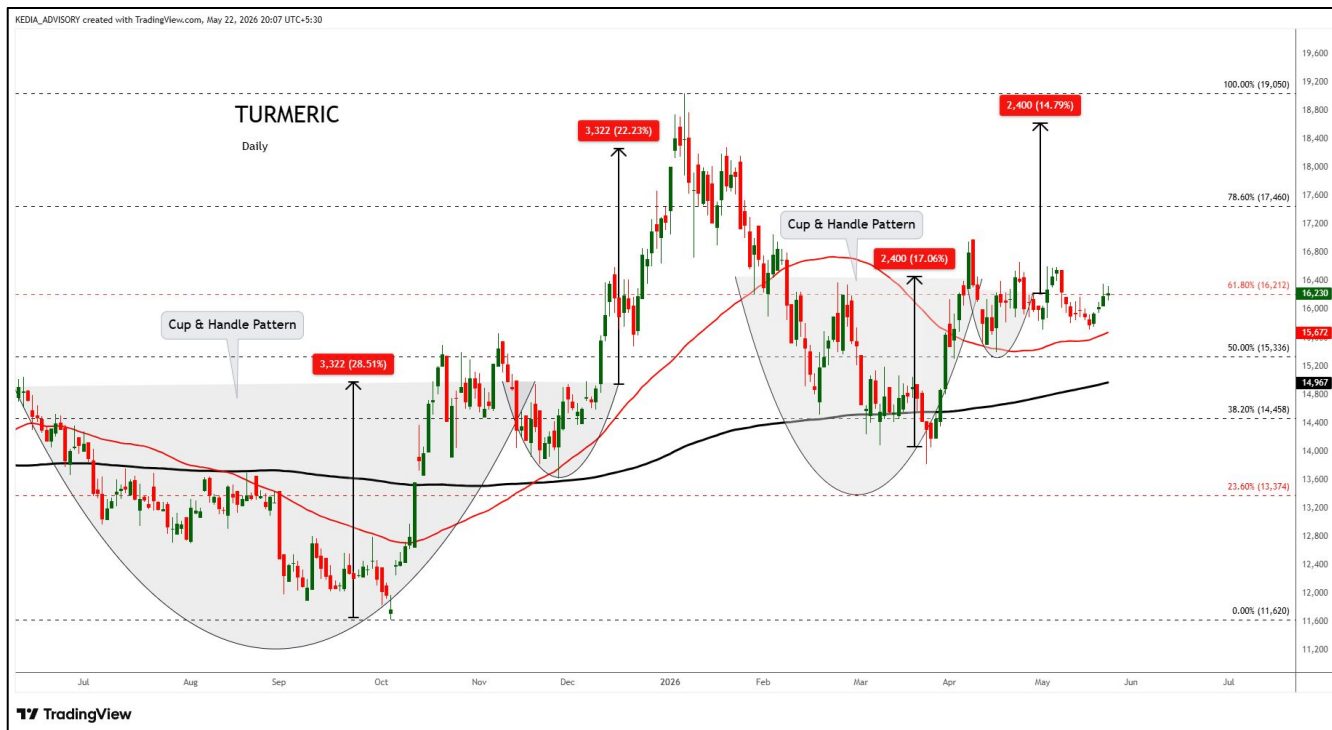 KEDIA_ADVISORY created with TradingView.com, May 22, 2026 20:07 UTC+5:30
TURMERIC
Daily
100.00% (19,050)
2,400 (14.79%)
3,322 (22.23%)
78.60% (17,460)
Cup & Handle Pattern
2,400 (17.06%)
61.80% (16,212)
Cup & Handle Pattern
3,322 (28.51%)
50.00% (15,336)
38.20% (14,458)
23.60% (13,374)
0.00% (11,620)
19,600
19,200
18,800
18,400
18,000
17,600
17,200
16,800
16,400
16,230
16,000
15,672
15,200
14,967
14,800
14,400
14,000
13,600
13,200
12,800
12,400
12,000
11,600
11,200
Jul
Aug
Sep
Oct
Nov
Dec
2026
Feb
Mar
Apr
May
Jun
Jul
TradingView